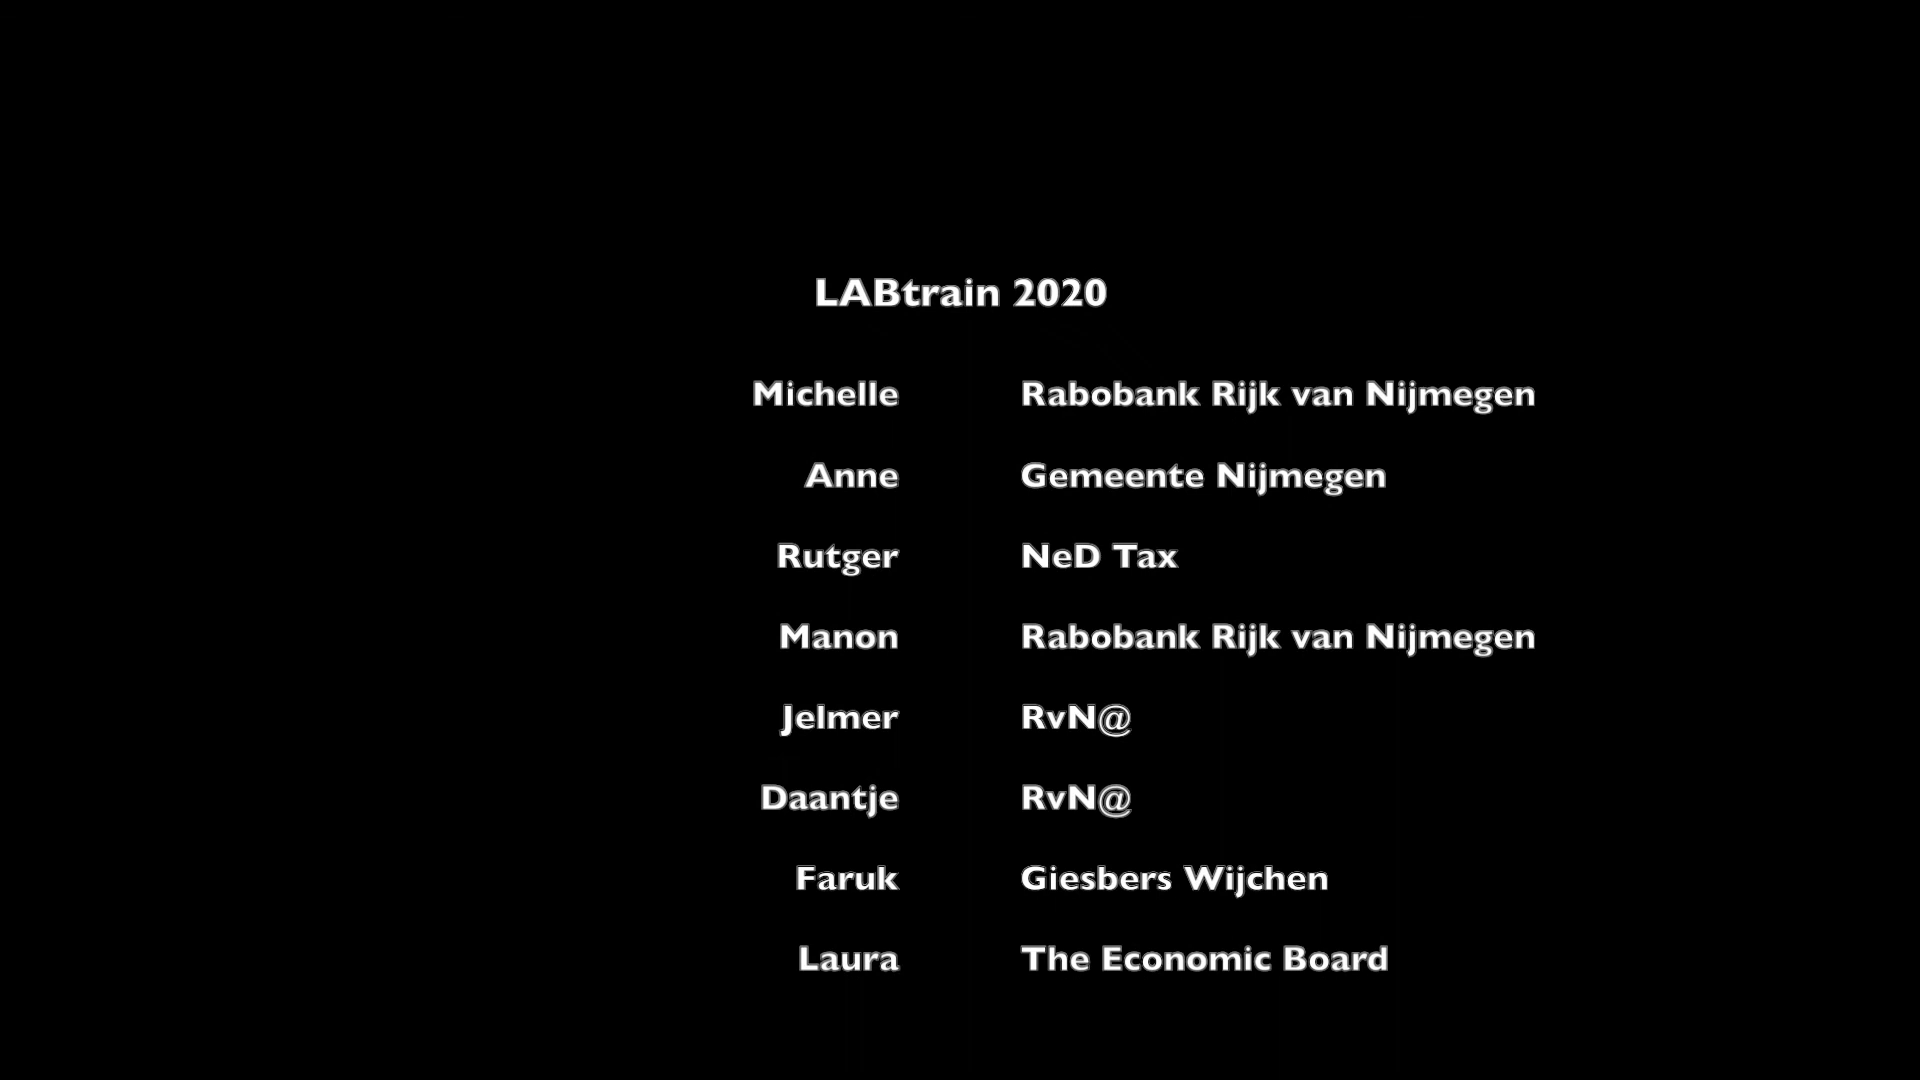 LABtrain 2020
Michelle Rabobank Rijk van Nijmegen
Anne Gemeente Nijmegen
Rutger NeD Tax
Manon Rabobank Rijk van Nijmegen
Jelmer RvN@
Daantje RvN@
Faruk Giesbers Wijchen
Laura The Economic Board